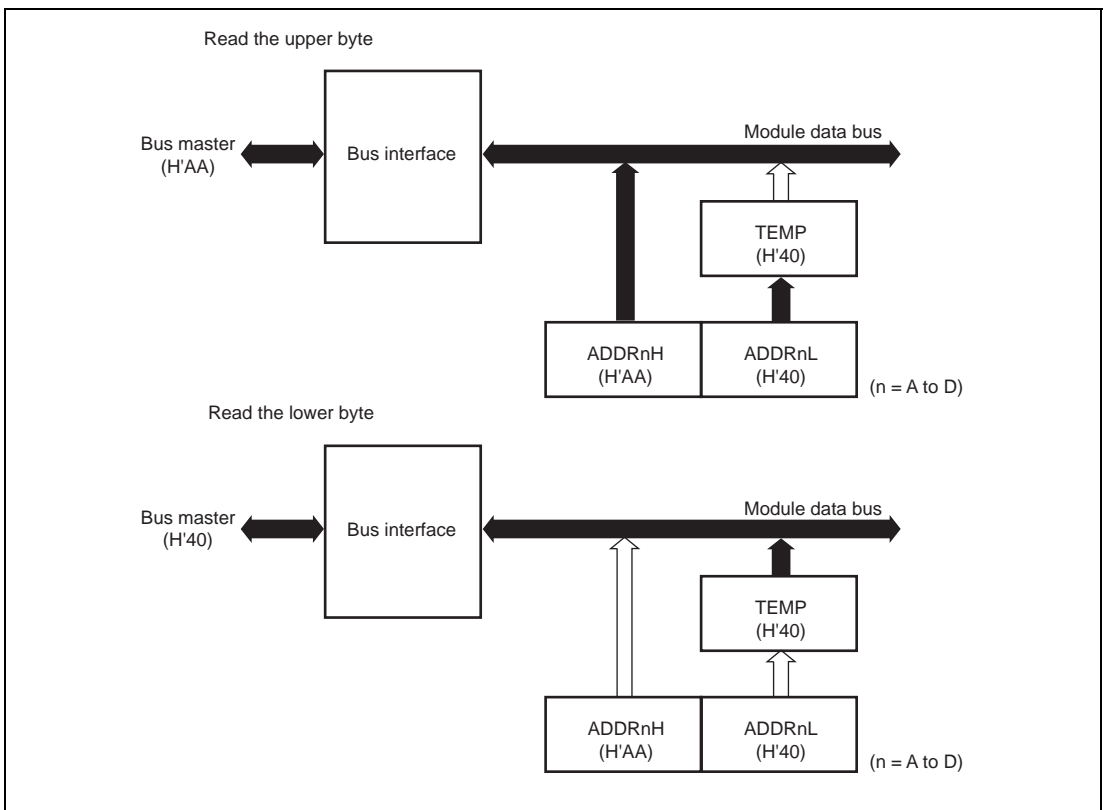 Read the upper byte
Module data bus
Bus master
(H'AA)
Bus interface
TEMP
(H'40)
ADDRnH
(H'AA)
ADDRnL
(H'40)
(n = A to D)
Read the lower byte
Module data bus
Bus master
(H'40)
Bus interface
TEMP
(H'40)
ADDRnH
(H'AA)
ADDRnL
(H'40)
(n = A to D)